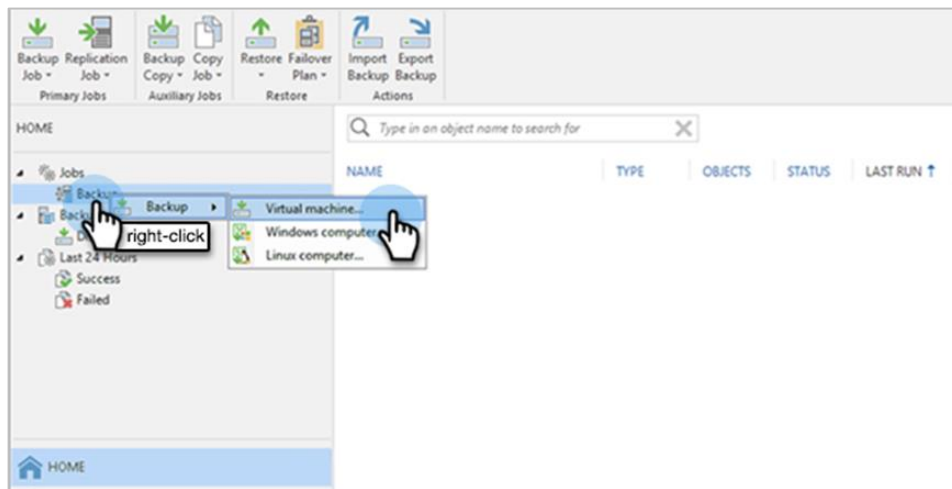 Backup Replication Backup Copy Restore Failover Import Export
Job Job Copy Job Plan Backup Backup
Primary Jobs Auxiliary Jobs Restore Actions
HOME
Type in an object name to search for
NAME TYPE OBJECTS STATUS LAST RUN
Jobs
Backup
Backup Virtual machine...
right-click
Windows computer
Linux computer...
Last 24 Hours
Success
Failed
HOME